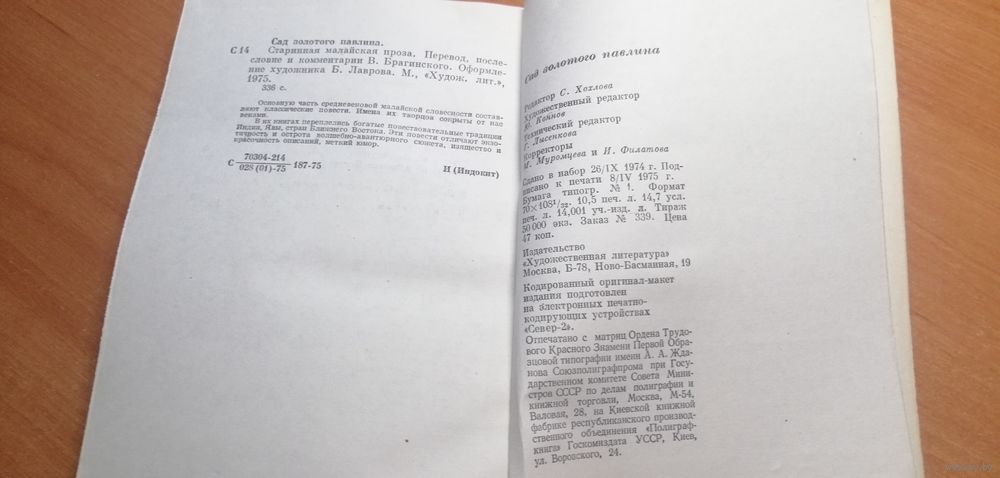 Сад золотого павлина.
С 14 Старинная малайская проза. Перевод, после-
словие и комментарии В. Брагинского. Оформле-
ние художника Б. Лаврова. М., «Худож. лит.»,
1975.
336 с.
Основную часть средневековой малайской словесности состав-
ляют классические повести. Имена их творцов сокрыты от нас
веками.
В их книгах переплелись богатые повествовательные традиции
Индии, Явы, стран Ближнего Востока. Эти повести отличают экзо-
тичность и острота волшебно-авантюрного сюжета, изящество и
красочность описаний, меткий юмор.
70304-214
С 187-75 И (Индокит)
028 (01)-75
Сад золотого павлина
Редактор С. Хохлова
Художественный редактор
Ю. Коннов
Технический редактор
Г. Лысенкова
Корректоры
М. Муромцева и И. Филатова
Сдано в набор 26/IX 1974 г. Под-
писано к печати 8/IV 1975 г.
Бумага типогр. № 1. Формат
70×108¹/₃₂. 10,5 печ. л. 14,7 усл.
печ. л. 14,001 уч.-изд. л. Тираж
50 000 экз. Заказ № 339. Цена
47 коп.
Издательство
«Художественная литература»
Москва, Б-78, Ново-Басманная, 19
Кодированный оригинал-макет
издания подготовлен
на электронных печатно-
кодирующих устройствах
«Север-2».
Отпечатано с матриц Ордена Трудо-
вого Красного Знамени Первой Обра-
зцовой типографии имени А. А. Жда-
нова Союзполиграфпрома при Госу-
дарственном комитете Совета Мини-
стров СССР по делам полиграфии и
книжной торговли, Москва, М-54,
Валовая, 28, на Киевской книжной
фабрике республиканского производ-
ственного объединения «Полиграф-
книга» Госкомиздата УССР, Киев,
ул. Воровского, 24.